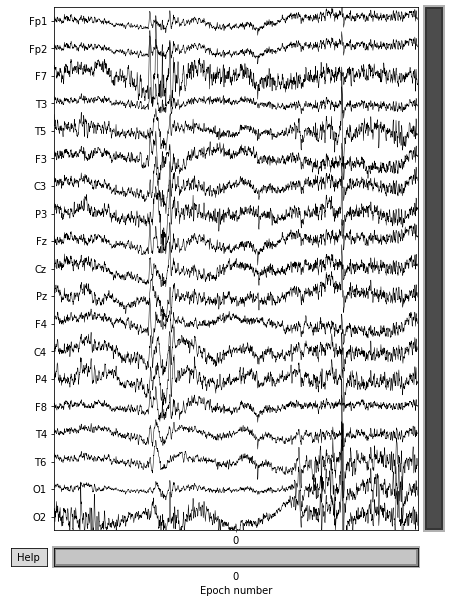 Fp1
Fp2
F7
T3
T5
F3
C3
P3
Fz
Cz
Pz
F4
C4
P4
F8
T4
T6
O1
O2
0
Help
0
Epoch number